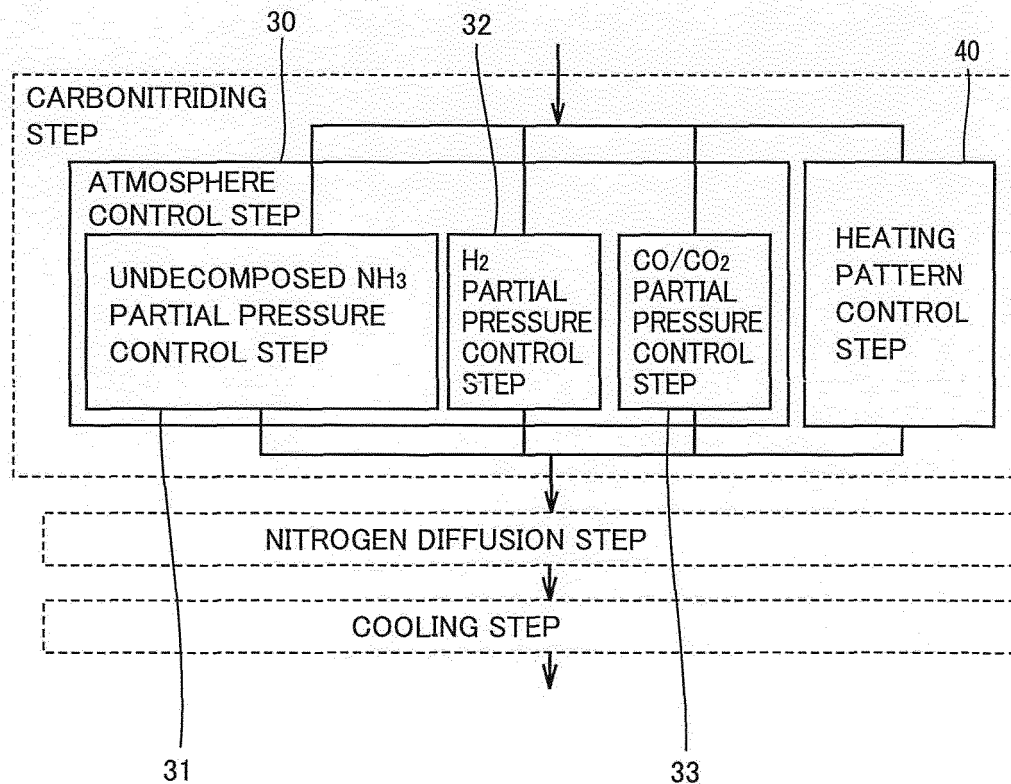 30
32
40
CARBONITRIDING
STEP
ATMOSPHERE
CONTROL STEP
UNDECOMPOSED NH3
PARTIAL PRESSURE
CONTROL STEP
H2
PARTIAL
PRESSURE
CONTROL
STEP
CO/CO2
PARTIAL
PRESSURE
CONTROL
STEP
HEATING
PATTERN
CONTROL
STEP
NITROGEN DIFFUSION STEP
COOLING STEP
31
33